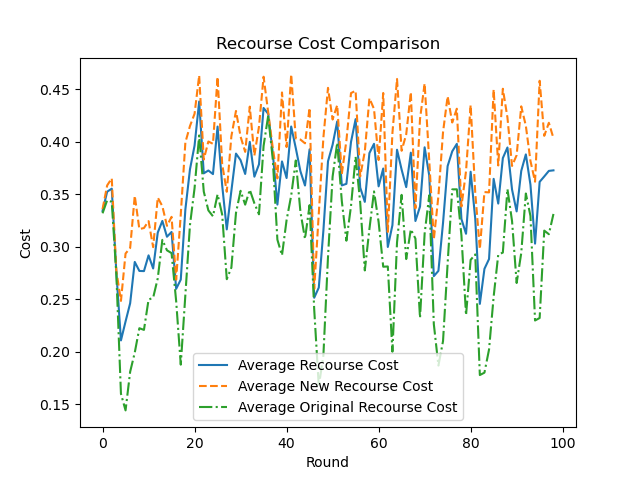 Recourse Cost Comparison
0.45
0.40
0.35
0.30
0.25
0.20
0.15
Cost
Average Recourse Cost
Average New Recourse Cost
Average Original Recourse Cost
0 20 40 60 80 100
Round